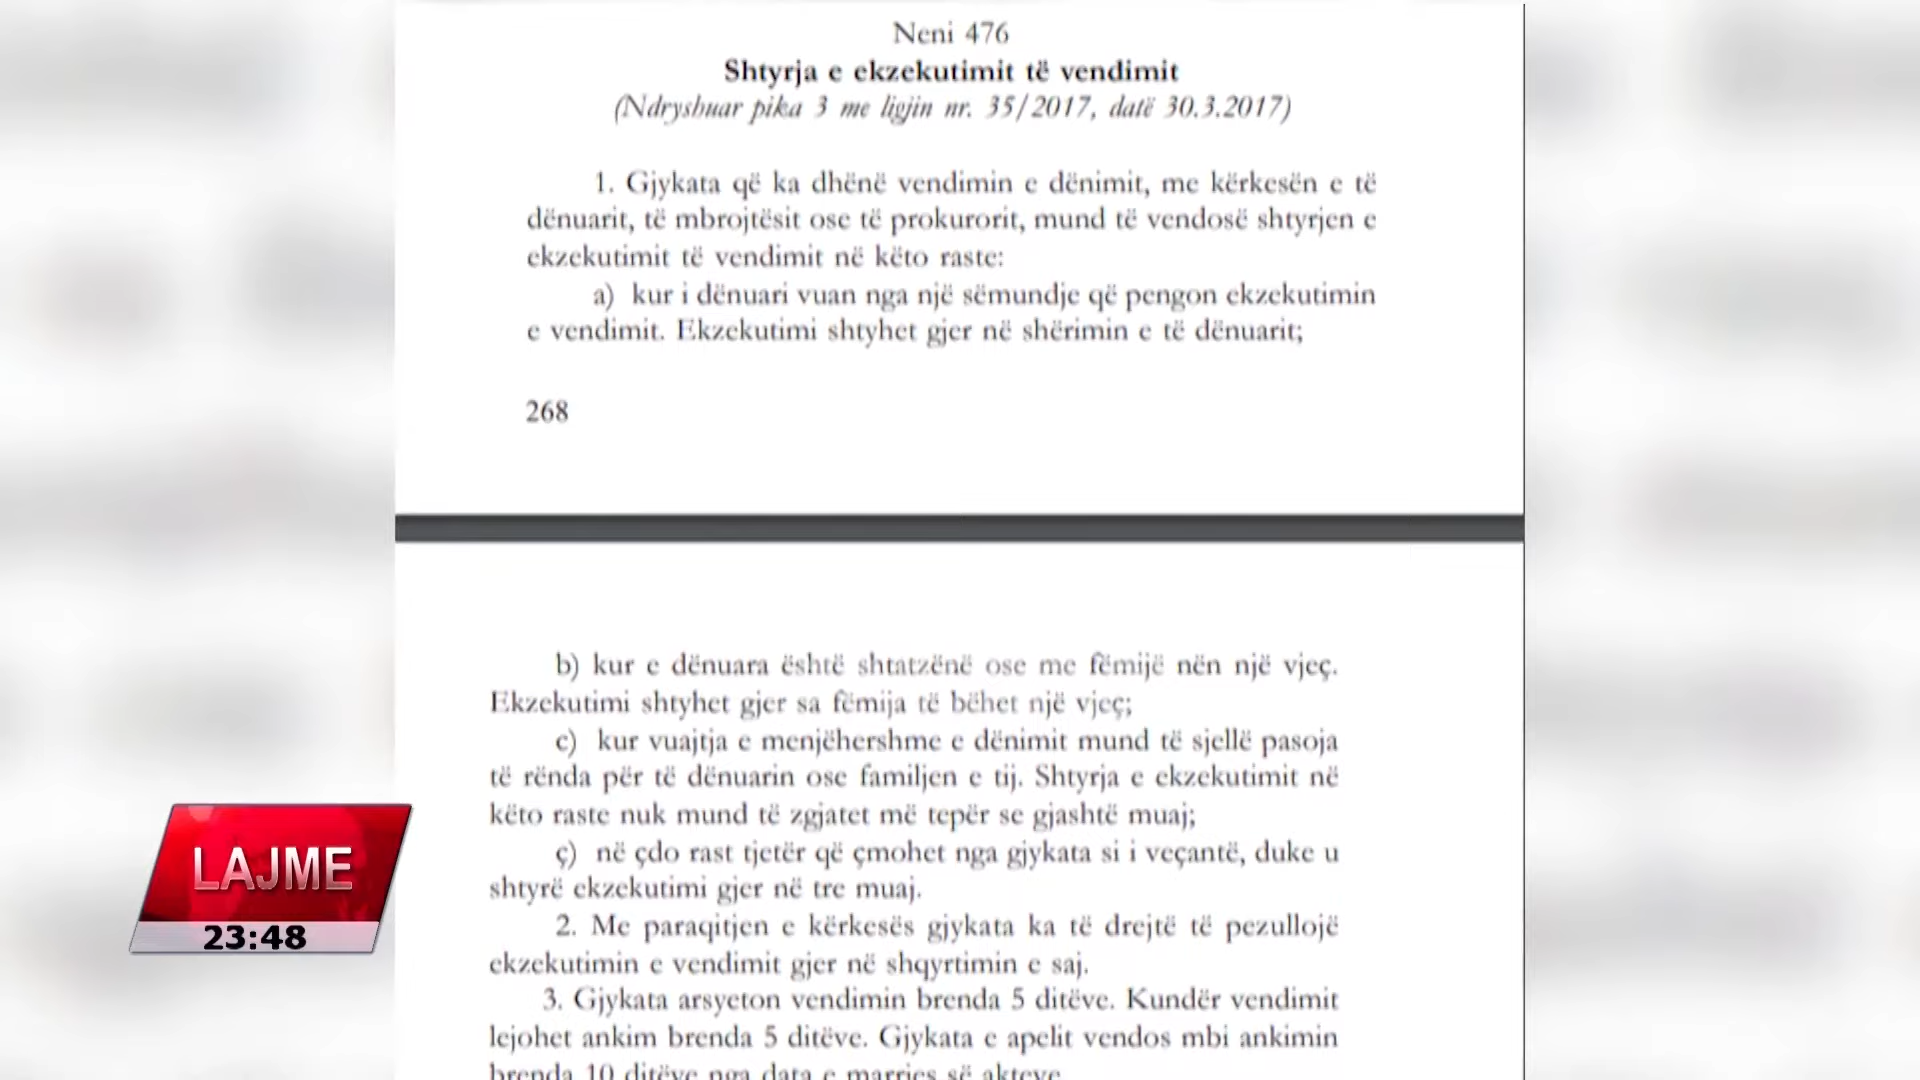 Neni 476
Shtyrja e ekzekutimit të vendimit
(Ndryshuar pika 3 me ligjin nr. 35/2017, datë 30.3.2017)
1. Gjykata që ka dhënë vendimin e dënimit, me kërkesën e të
dënuarit, të mbrojtësit ose të prokurorit, mund të vendosë shtyrjen e
ekzekutimit të vendimit në këto raste:
a) kur i dënuari vuan nga një sëmundje që pengon ekzekutimin
e vendimit. Ekzekutimi shtyhet gjer në shërimin e të dënuarit;
268
b) kur e dënuara është shtatzënë ose me fëmijë nën një vjeç.
Ekzekutimi shtyhet gjer sa fëmija të bëhet një vjeç;
c) kur vuajtja e menjëhershme e dënimit mund të sjellë pasoja
të rënda për të dënuarin ose familjen e tij. Shtyrja e ekzekutimit në
këto raste nuk mund të zgjatet më tepër se gjashtë muaj;
ç) në çdo rast tjetër që çmohet nga gjykata si i veçantë, duke u
shtyrë ekzekutimi gjer në tre muaj.
2. Me paraqitjen e kërkesës gjykata ka të drejtë të pezullojë
ekzekutimin e vendimit gjer në shqyrtimin e saj.
3. Gjykata arsyeton vendimin brenda 5 ditëve. Kundër vendimit
lejohet ankim brenda 5 ditëve. Gjykata e apelit vendos mbi ankimin
brenda 10 ditëve nga data e marrjes së akteve.
LAJME
23:48